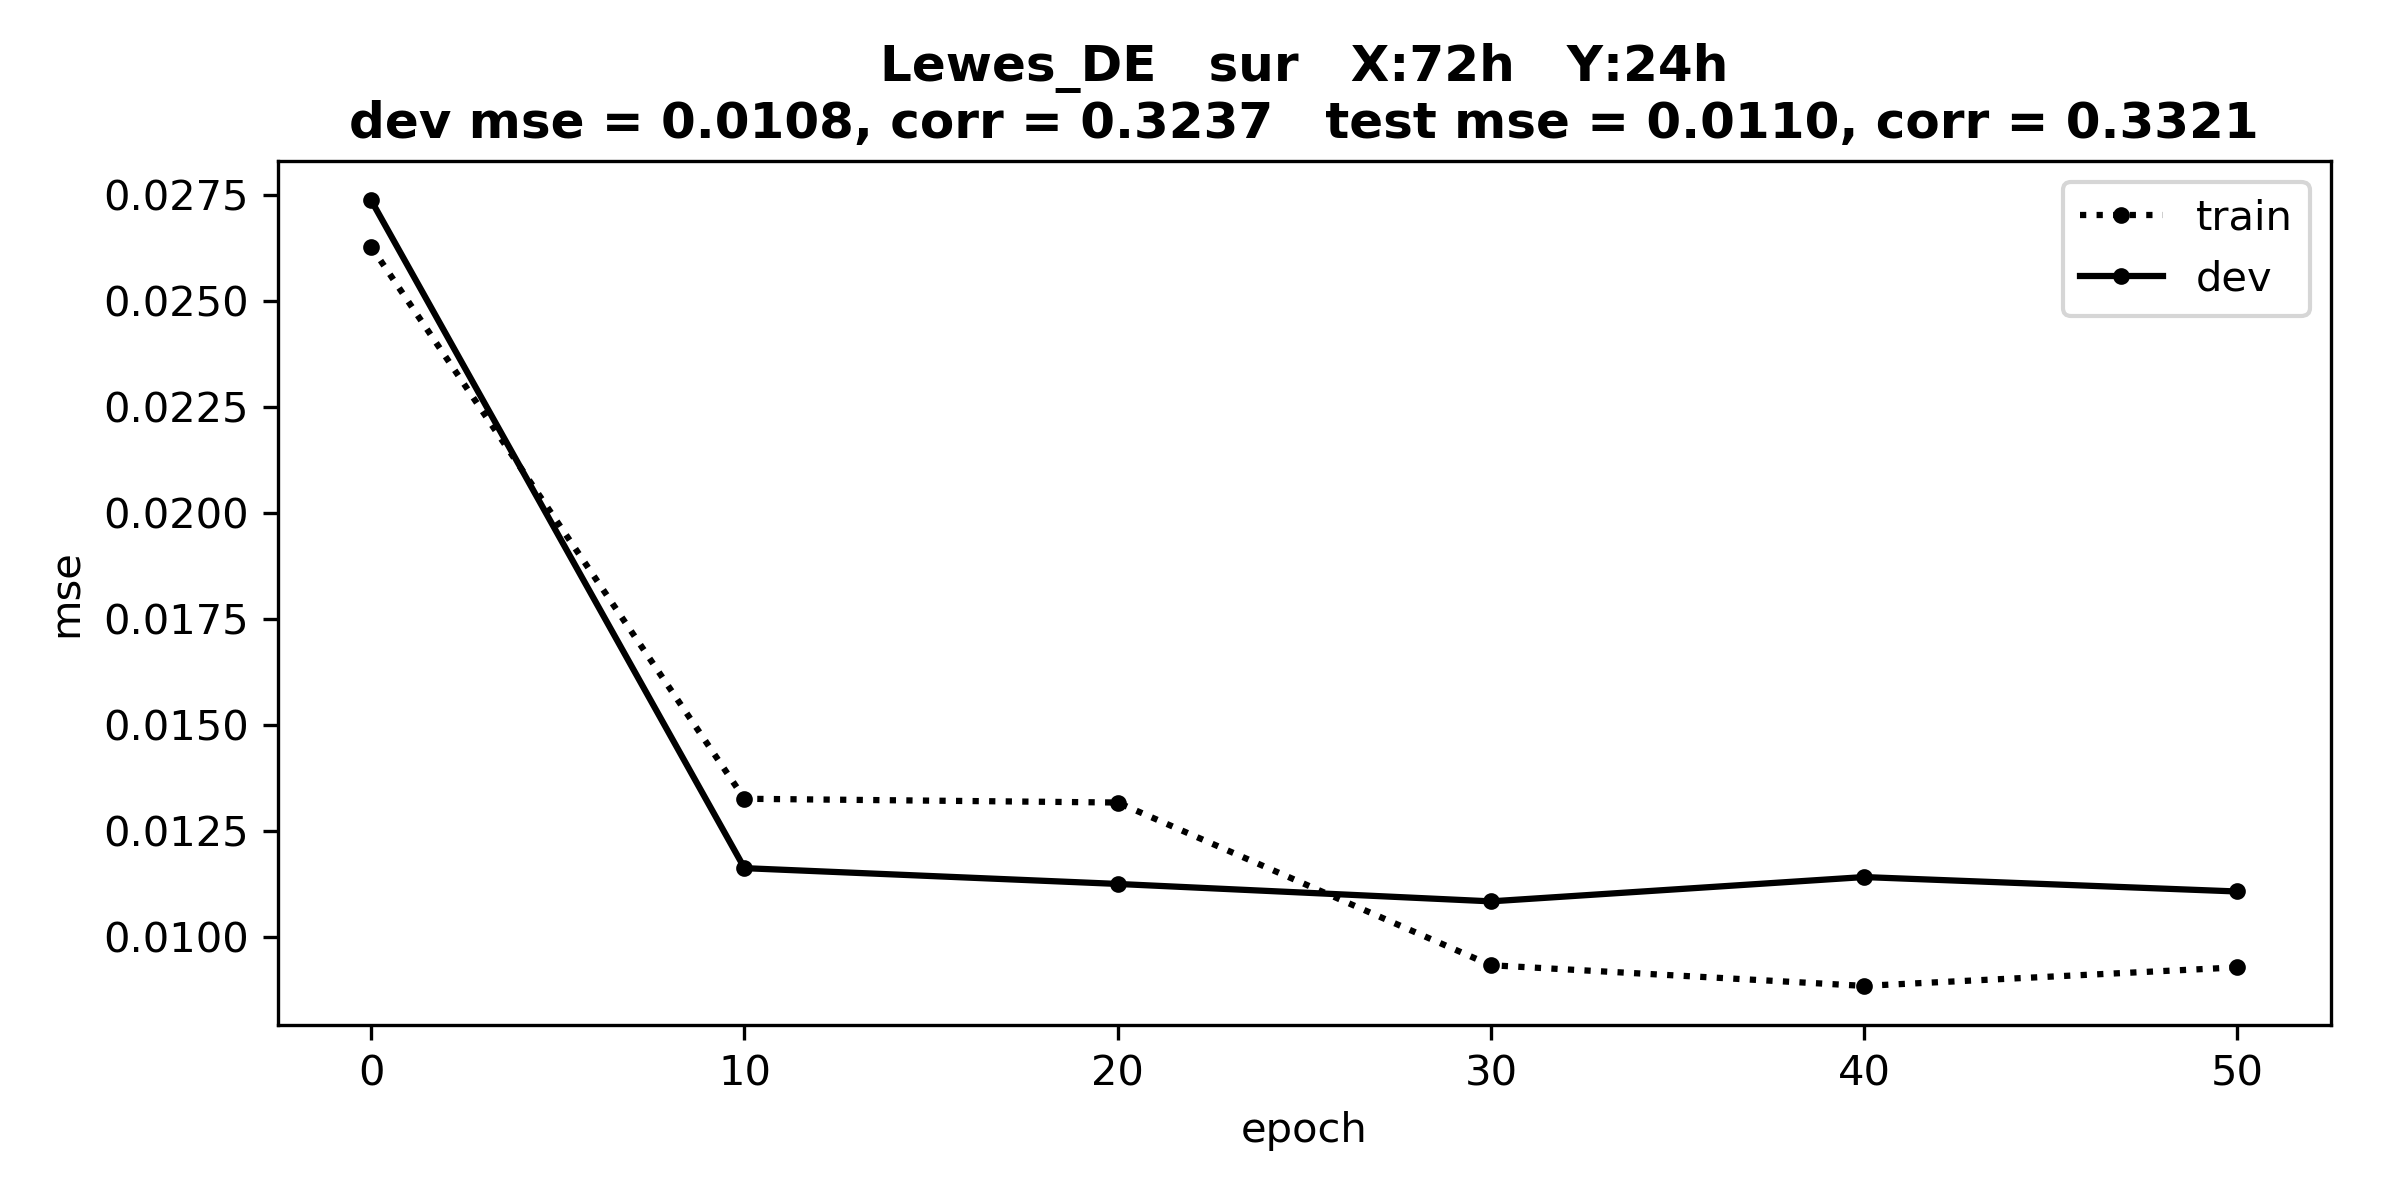 Lewes_DE   sur   X:72h   Y:24h
dev mse = 0.0108, corr = 0.3237   test mse = 0.0110, corr = 0.3321
0.0275
0.0250
0.0225
0.0200
0.0175
0.0150
0.0125
0.0100
mse
train
dev
0 10 20 30 40 50
epoch